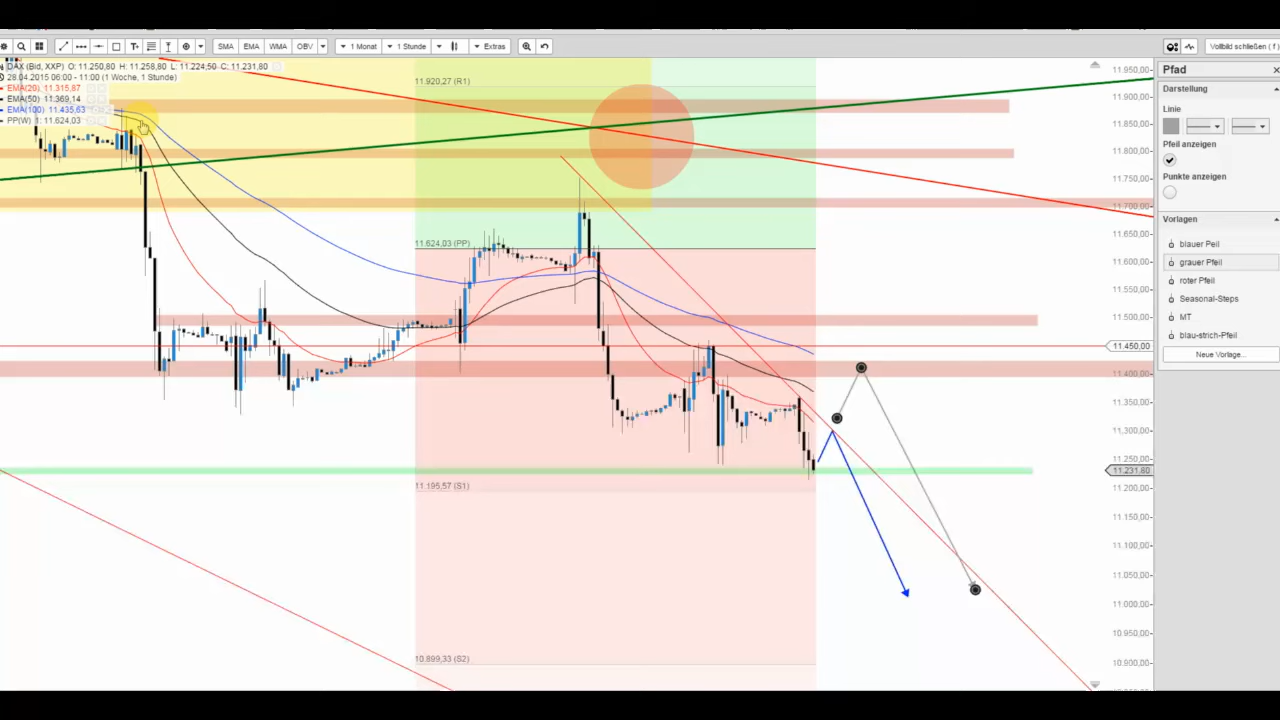 SMA EMA WMA OBV 1 Monat 1 Stunde Extras Vollbild schließen ( f )
DAX (Bid, XXP) O: 11.250,80 H: 11.258,80 L: 11.224,50 C: 11.231,80
28.04.2015 06:00 - 11:00 (1 Woche, 1 Stunde)
EMA(20) 11.315,87
EMA(50) 11.369,14
EMA(100) 11.435,63
PP(W) 1: 11.624,03
11.920,27 (R1)
11.624,03 (PP)
11.195,57 (S1)
10.899,33 (S2)
11.950,00
11.900,00
11.850,00
11.800,00
11.750,00
11.700,00
11.650,00
11.600,00
11.550,00
11.500,00
11.450,00
11.400,00
11.350,00
11.300,00
11.250,00
11.231,80
11.200,00
11.150,00
11.100,00
11.050,00
11.000,00
10.950,00
10.900,00
Pfad
Darstellung
Linie
Pfeil anzeigen
Punkte anzeigen
Vorlagen
blauer Peil
grauer Pfeil
roter Pfeil
Seasonal-Steps
MT
blau-strich-Pfeil
Neue Vorlage...